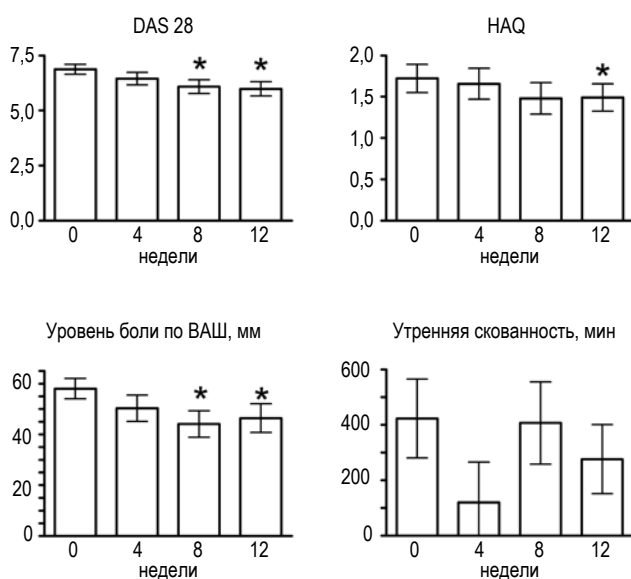 DAS 28
7,5
5,0
2,5
0,0
* *
0 4 8 12
недели
HAQ
2,0
1,5
1,0
0,5
0,0
*
0 4 8 12
недели
Уровень боли по ВАШ, мм
60
40
20
0
* *
0 4 8 12
недели
Утренняя скованность, мин
600
400
200
0
0 4 8 12
недели